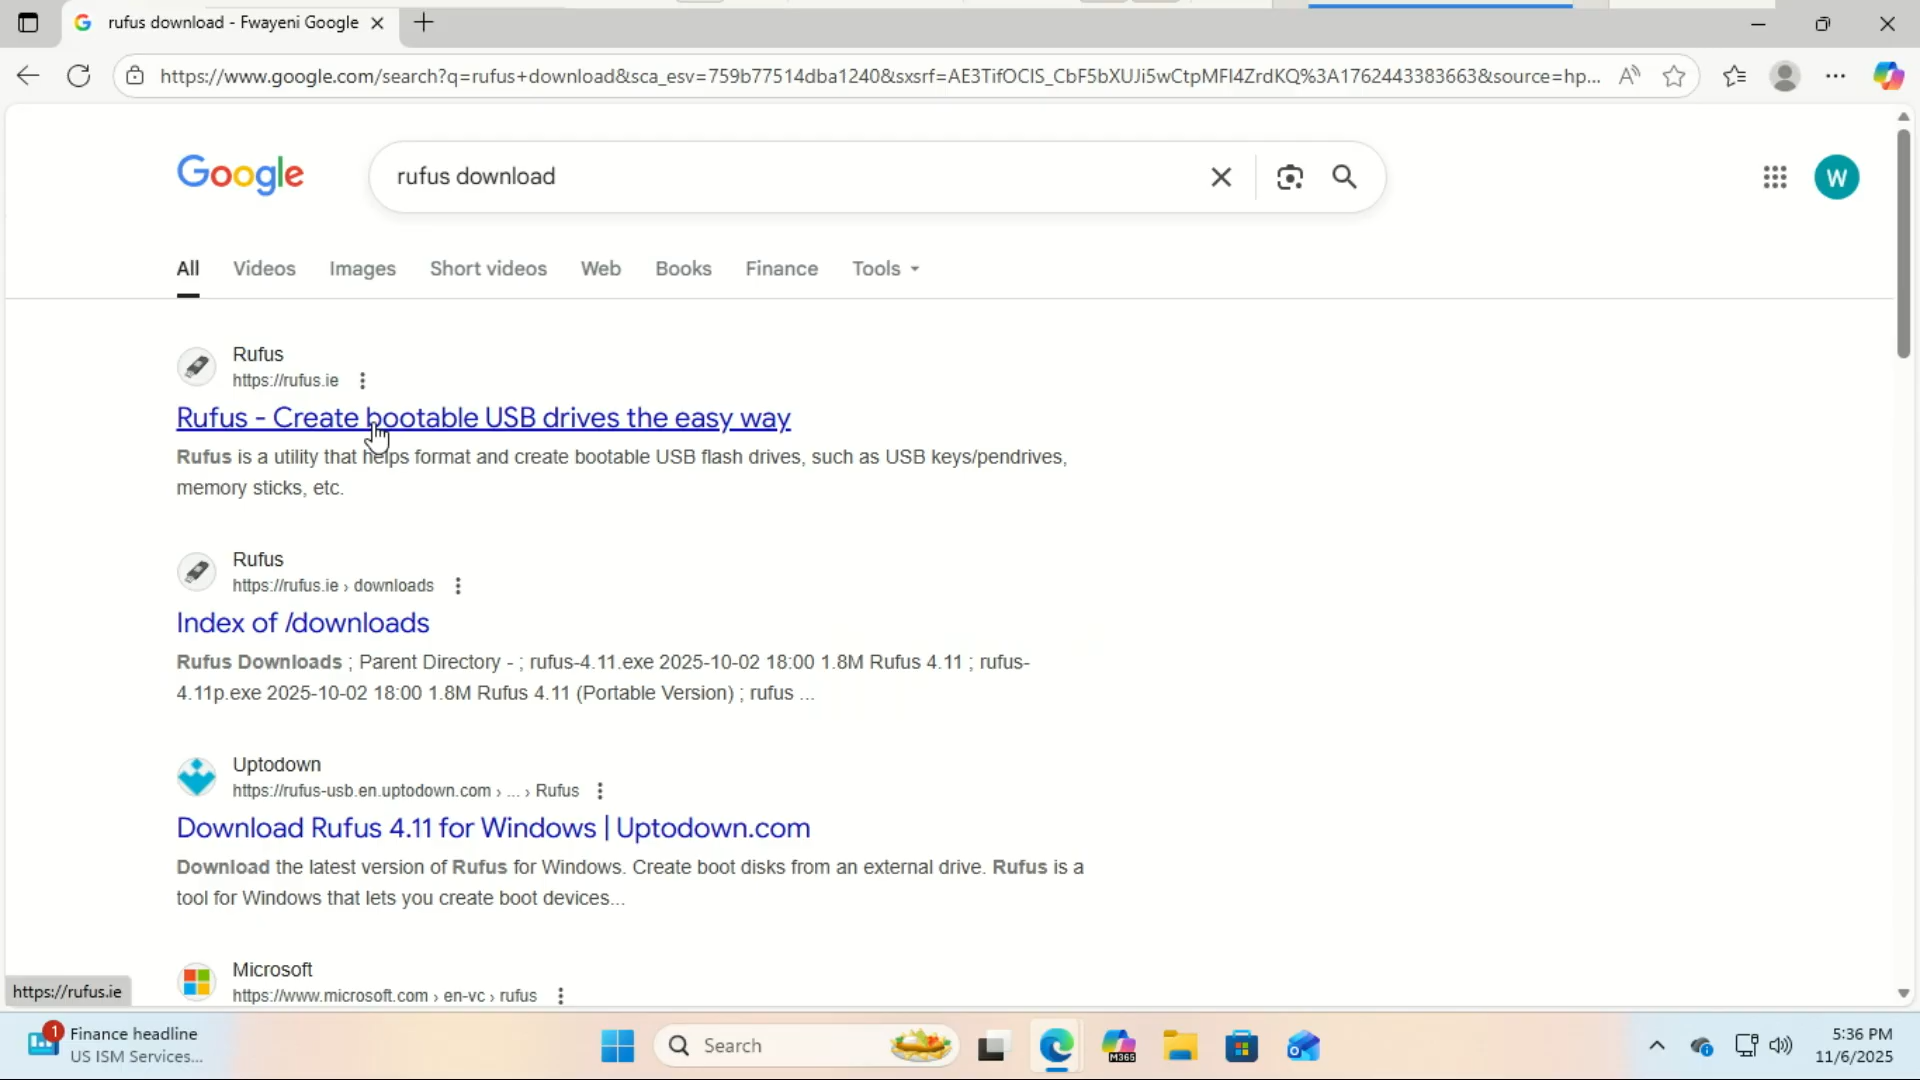 rufus download - Fwayeni Google
https://www.google.com/search?q=rufus+download&sca_esv=759b77514dba1240&sxsrf=AE3TifOCIS_CbF5bXUJi5wCtpMFI4ZrdKQ%3A1762443383663&source=hp...
Google
rufus download
W
All Videos Images Short videos Web Books Finance Tools
Rufus
https://rufus.ie
Rufus - Create bootable USB drives the easy way
Rufus is a utility that helps format and create bootable USB flash drives, such as USB keys/pendrives,
memory sticks, etc.
Rufus
https://rufus.ie › downloads
Index of /downloads
Rufus Downloads ; Parent Directory - ; rufus-4.11.exe 2025-10-02 18:00 1.8M Rufus 4.11 ; rufus-
4.11p.exe 2025-10-02 18:00 1.8M Rufus 4.11 (Portable Version) ; rufus ...
Uptodown
https://rufus-usb.en.uptodown.com › ... › Rufus
Download Rufus 4.11 for Windows | Uptodown.com
Download the latest version of Rufus for Windows. Create boot disks from an external drive. Rufus is a
tool for Windows that lets you create boot devices...
Microsoft
https://www.microsoft.com › en-vc › rufus
https://rufus.ie
1
Finance headline
US ISM Services...
Search
M365
5:36 PM
11/6/2025